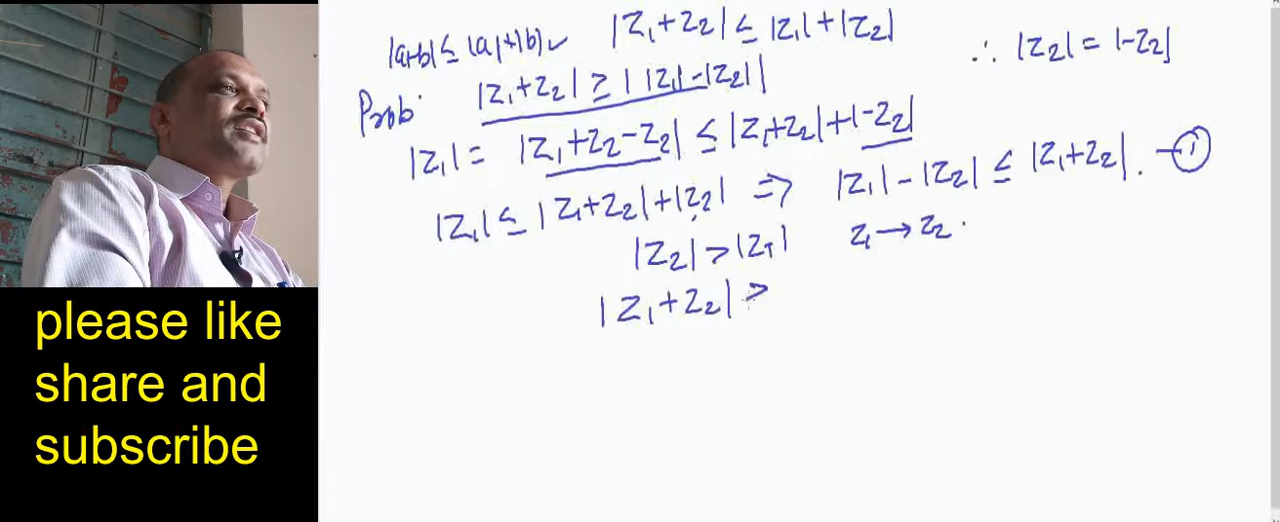 |a+b| ≤ |a|+|b| ✓ |Z₁+Z₂| ≤ |Z₁|+|Z₂|
∴ |Z₂| = |-Z₂|
Prob: |Z₁+Z₂| ≥ | |Z₁|-|Z₂| |
|Z₁| = |Z₁+Z₂-Z₂| ≤ |Z₁+Z₂|+|-Z₂|
|Z₁| ≤ |Z₁+Z₂|+|Z₂| ⇒ |Z₁| - |Z₂| ≤ |Z₁+Z₂|. —①
|Z₂| > |Z₁| Z₁ → Z₂.
|Z₁+Z₂| >
please like
share and
subscribe